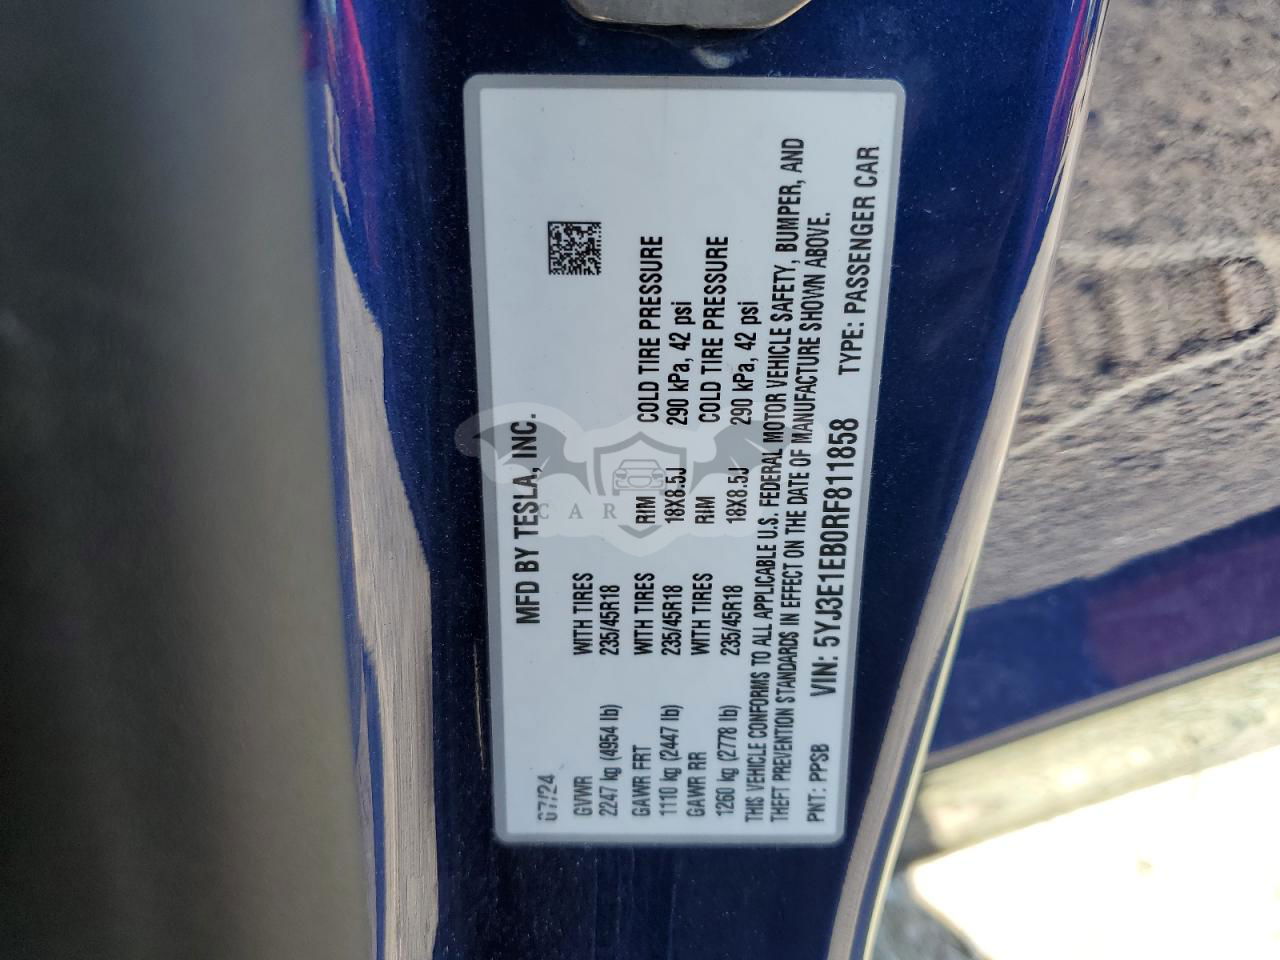 MFD BY TESLA, INC.
07/24
GVWR WITH TIRES
2247 kg (4954 lb) 235/45R18
GAWR FRT WITH TIRES RIM COLD TIRE PRESSURE
1110 kg (2447 lb) 235/45R18 18X8.5J 290 kPa, 42 psi
GAWR RR WITH TIRES RIM COLD TIRE PRESSURE
1260 kg (2778 lb) 235/45R18 18X8.5J 290 kPa, 42 psi
THIS VEHICLE CONFORMS TO ALL APPLICABLE U.S. FEDERAL MOTOR VEHICLE SAFETY, BUMPER, AND
THEFT PREVENTION STANDARDS IN EFFECT ON THE DATE OF MANUFACTURE SHOWN ABOVE.
PNT: PPSB VIN: 5YJ3E1EB0RF811858 TYPE: PASSENGER CAR